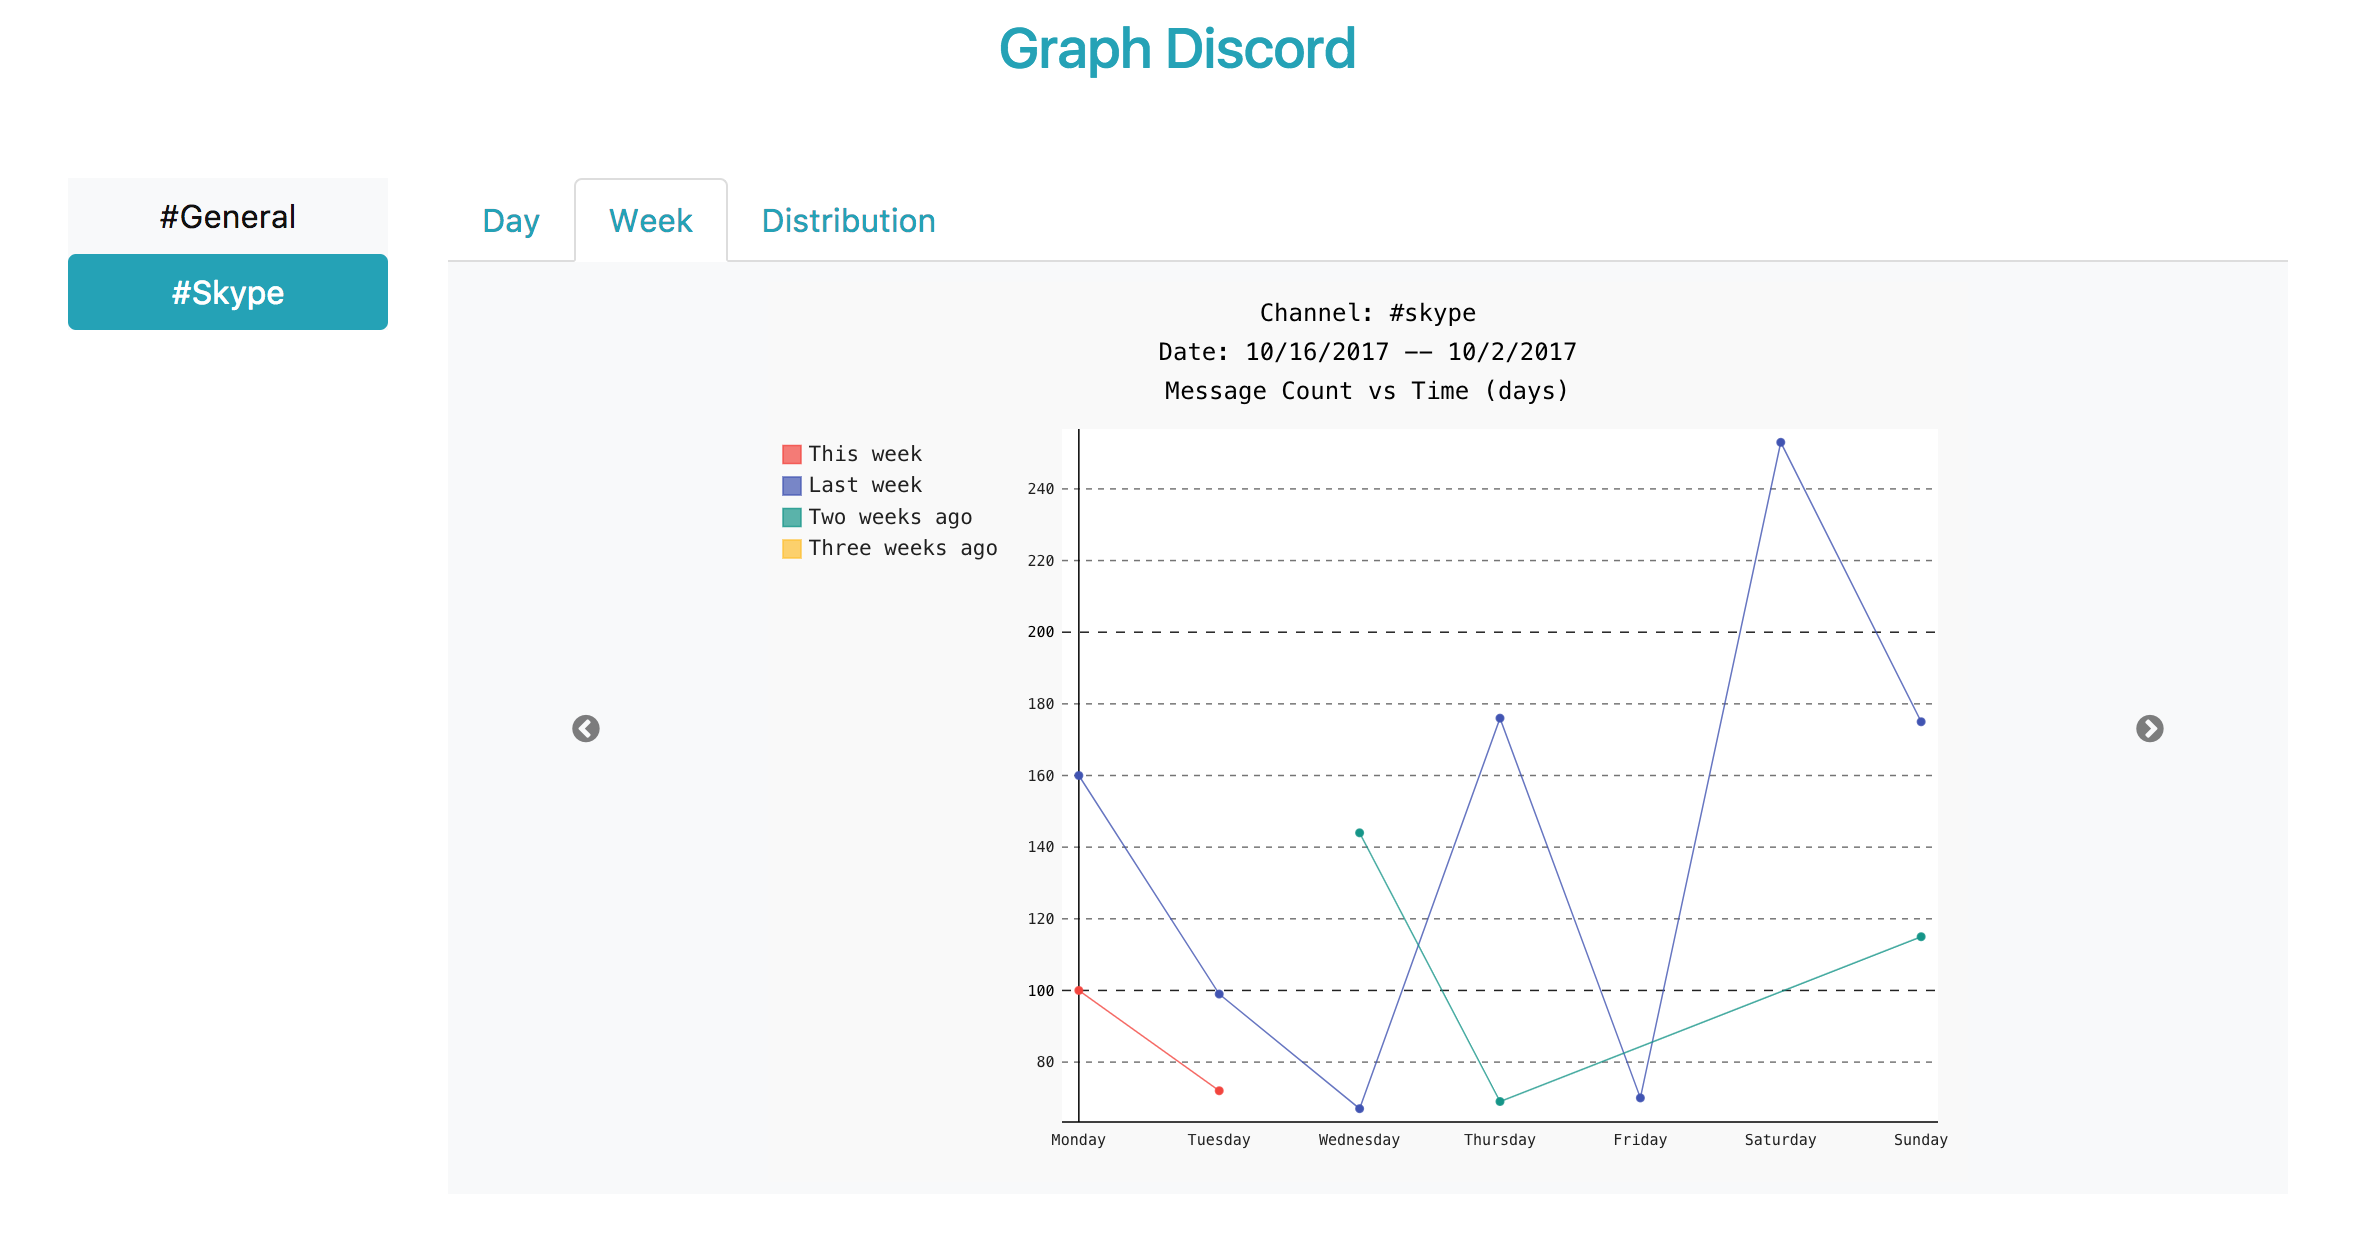 Graph Discord
#General
#Skype
Day
Week
Distribution
Channel: #skype
Date: 10/16/2017 -- 10/2/2017
Message Count vs Time (days)
This week
Last week
Two weeks ago
Three weeks ago
240
220
200
180
160
140
120
100
80
Monday
Tuesday
Wednesday
Thursday
Friday
Saturday
Sunday